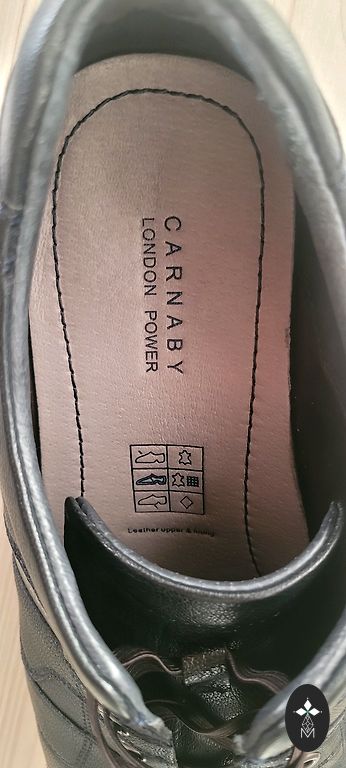 CARNABY
LONDON POWER
Leather upper & lining
M